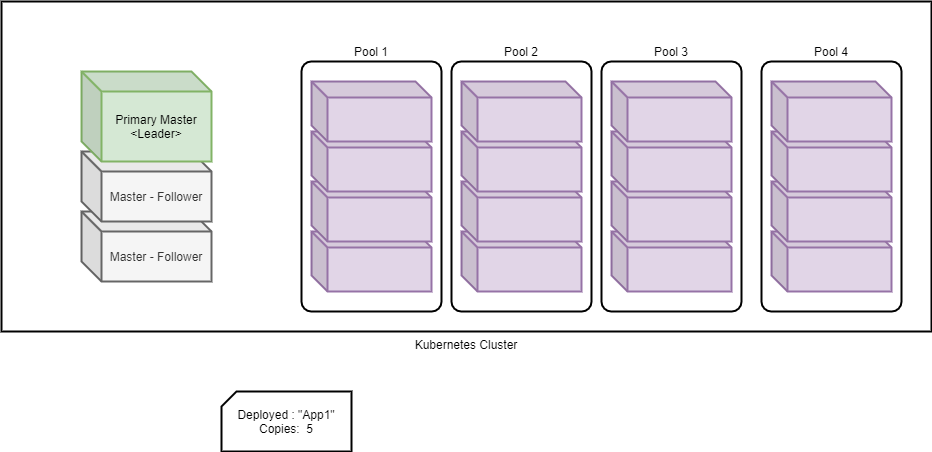 Pool 1
Pool 2
Pool 3
Pool 4
Primary Master
<Leader>
Master - Follower
Master - Follower
Kubernetes Cluster
Deployed : "App1"
Copies:  5